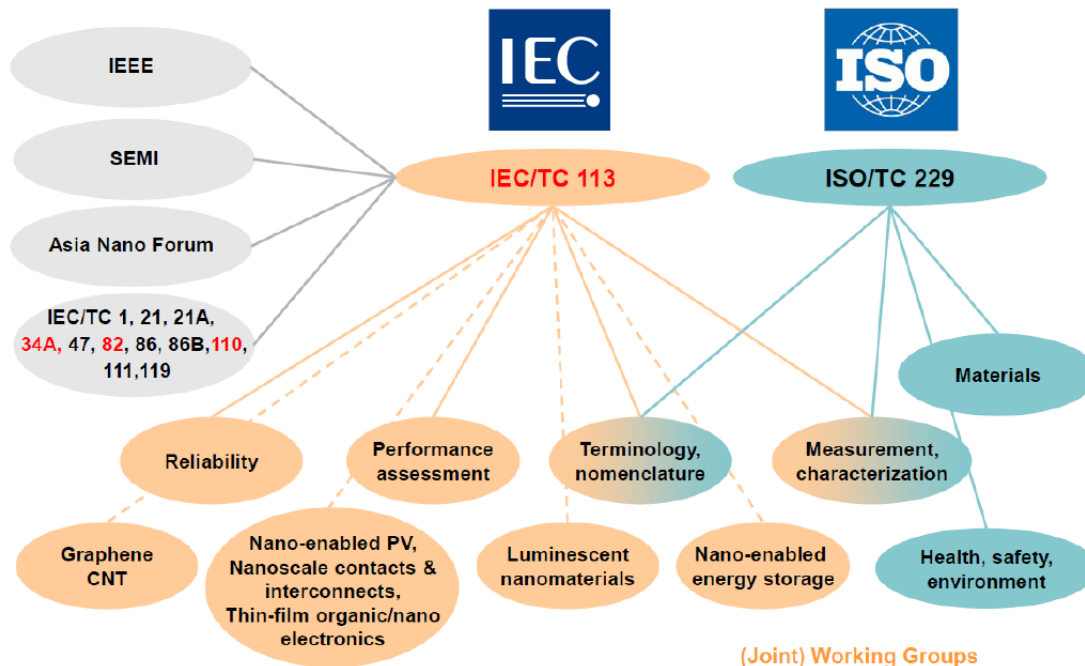 IEEE
SEMI
Asia Nano Forum
IEC/TC 1, 21, 21A,
34A, 47, 82, 86, 86B,110,
111,119
IEC
ISO
IEC/TC 113
ISO/TC 229
Materials
Reliability
Performance
assessment
Terminology,
nomenclature
Measurement,
characterization
Graphene
CNT
Nano-enabled PV,
Nanoscale contacts &
interconnects,
Thin-film organic/nano
electronics
Luminescent
nanomaterials
Nano-enabled
energy storage
Health, safety,
environment
(Joint) Working Groups